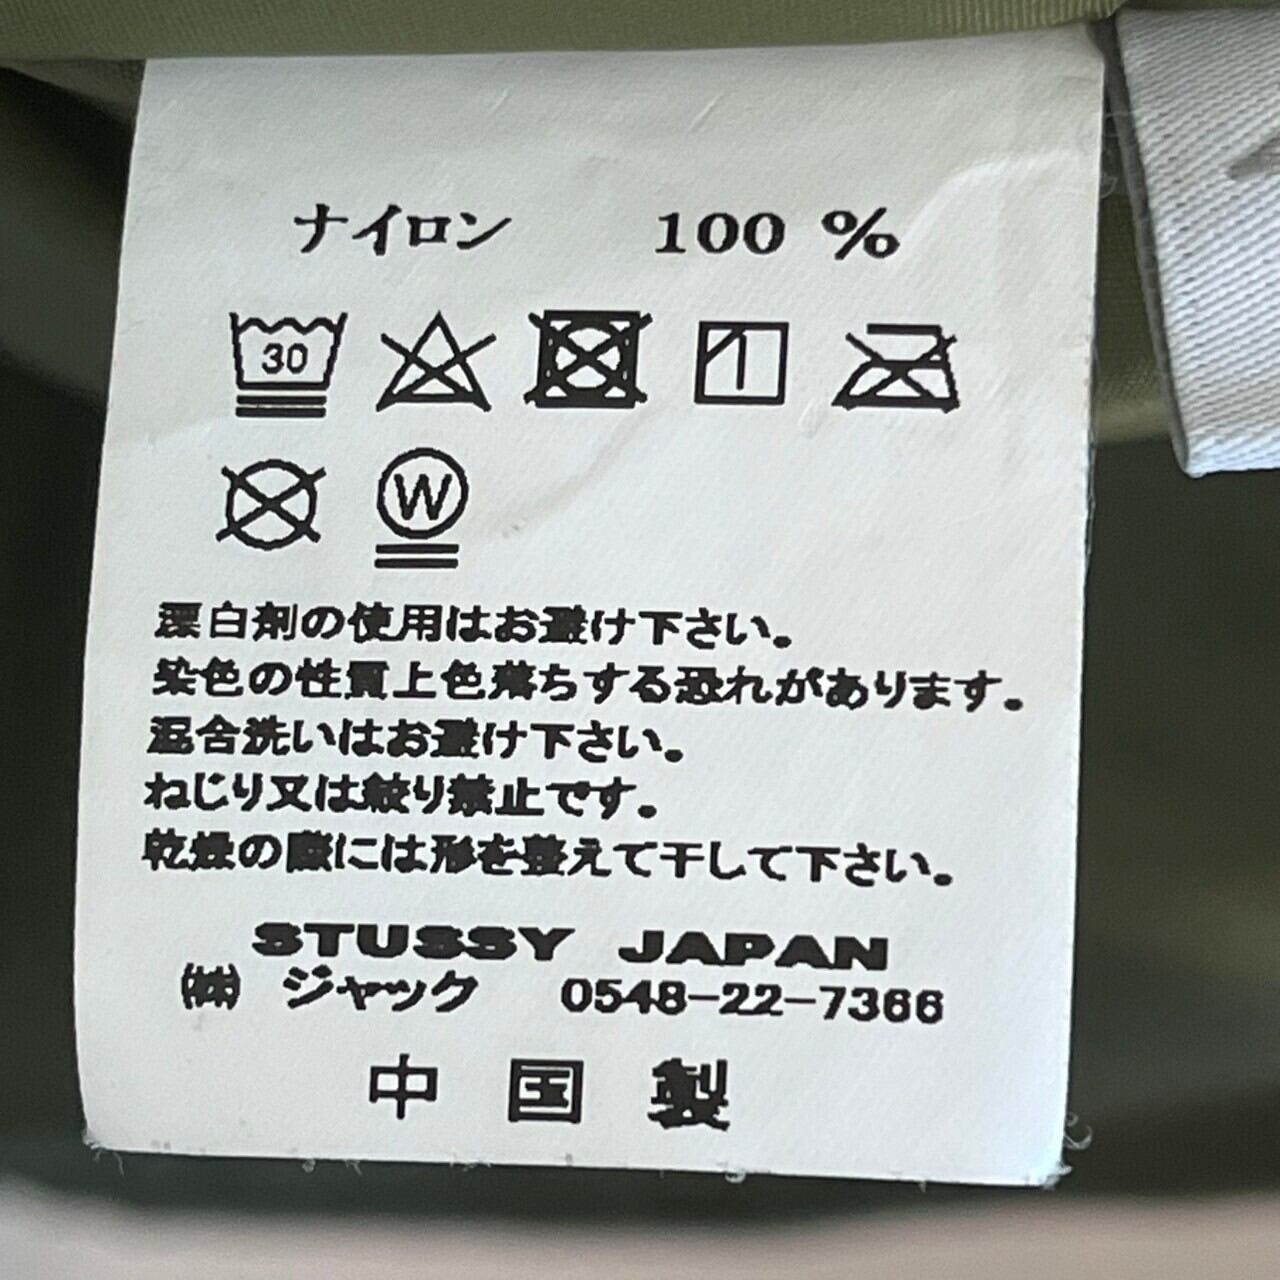 ナイロン 100 %
30
W
漂白剤の使用はお避け下さい。
染色の性質上色落ちする恐れがあります。
混合洗いはお避け下さい。
ねじり又は絞り禁止です。
乾燥の際には形を整えて干して下さい。
STUSSY JAPAN
㈱ ジャック 0548-22-7366
中国製